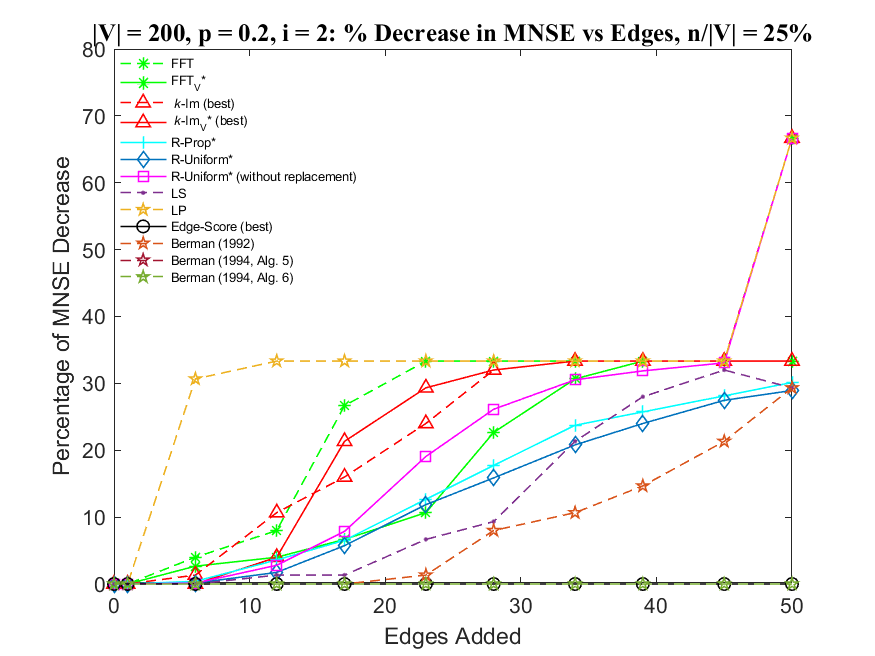 |V| = 200, p = 0.2, i = 2: % Decrease in MNSE vs Edges, n/|V| = 25%
80
70
60
50
40
30
20
10
0
Percentage of MNSE Decrease
FFT
FFT_V*
k-Im (best)
k-Im_V* (best)
R-Prop*
R-Uniform*
R-Uniform* (without replacement)
LS
LP
Edge-Score (best)
Berman (1992)
Berman (1994, Alg. 5)
Berman (1994, Alg. 6)
0 10 20 30 40 50
Edges Added